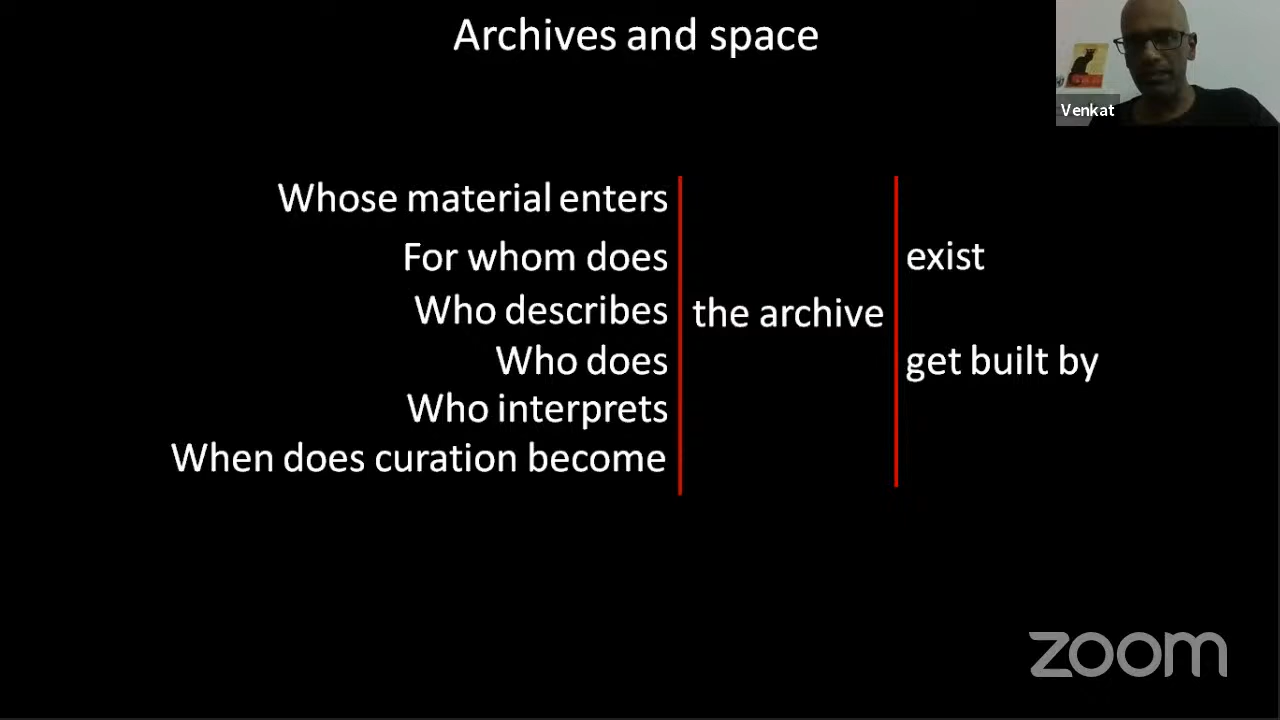 Archives and space
Venkat
Whose material enters
For whom does
exist
Who describes
the archive
Who does
get built by
Who interprets
When does curation become
zoom